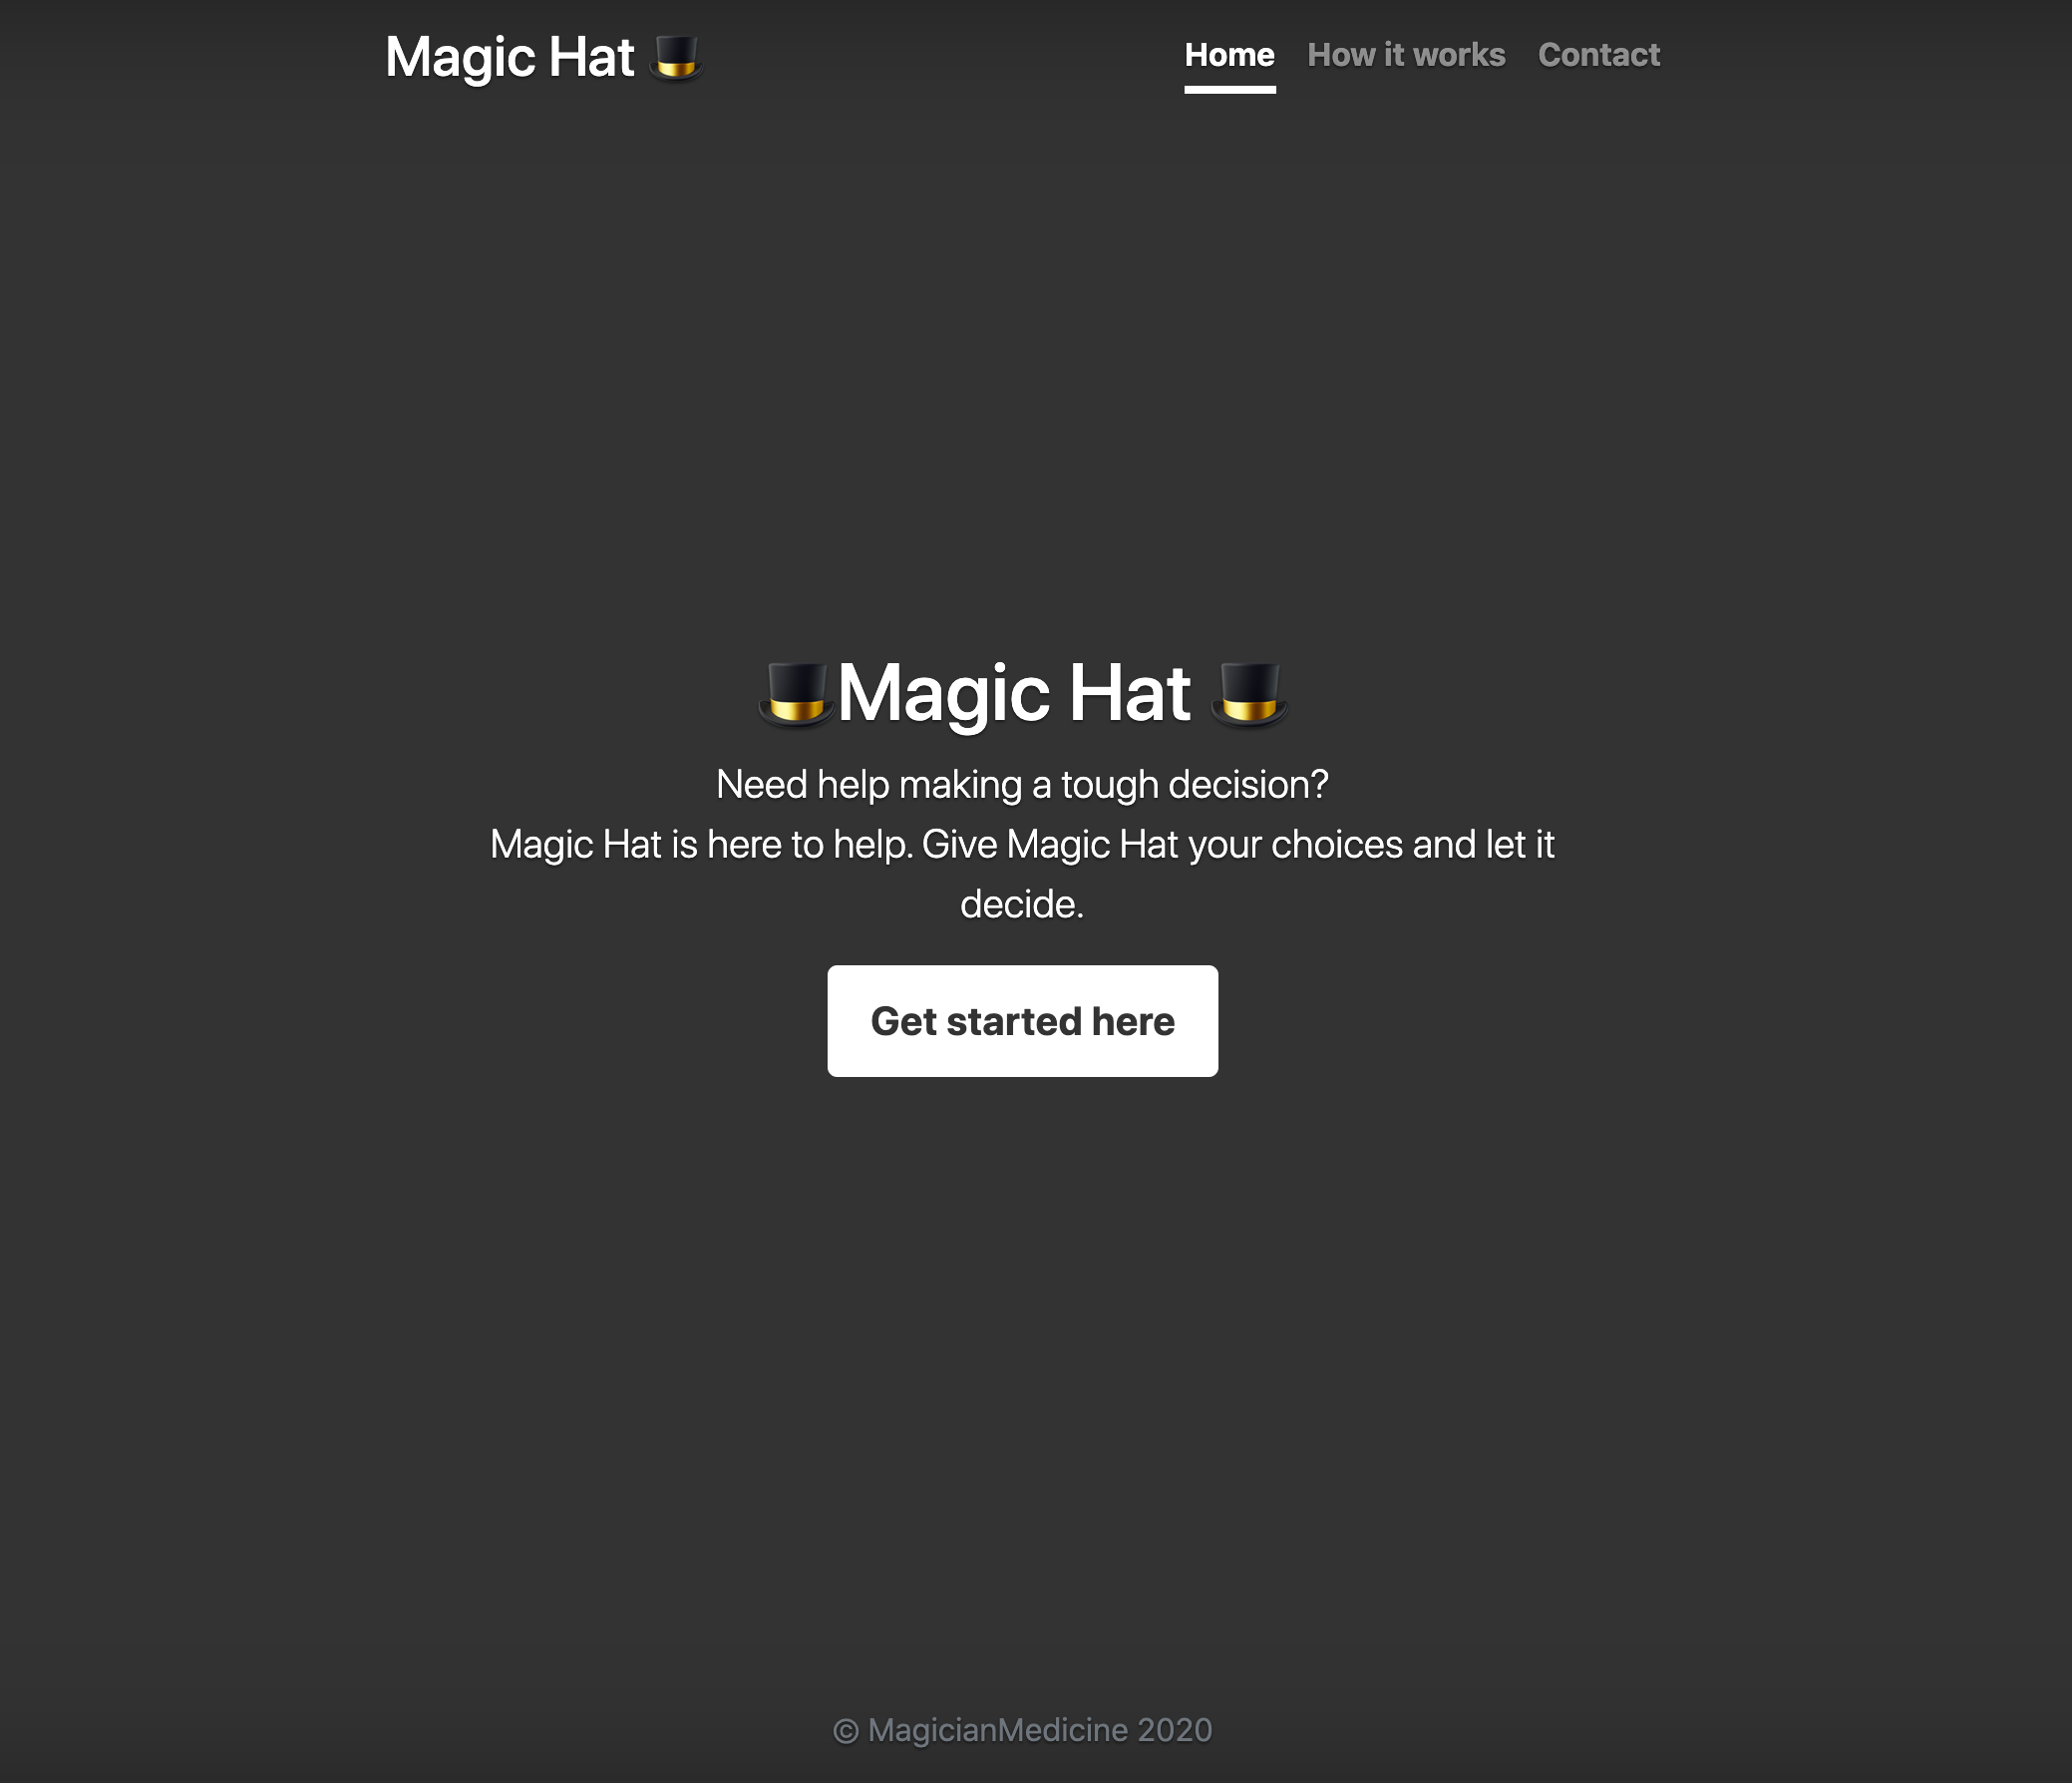 Magic Hat 🎩
Home How it works Contact
🎩Magic Hat 🎩
Need help making a tough decision?
Magic Hat is here to help. Give Magic Hat your choices and let it
decide.
Get started here
© MagicianMedicine 2020